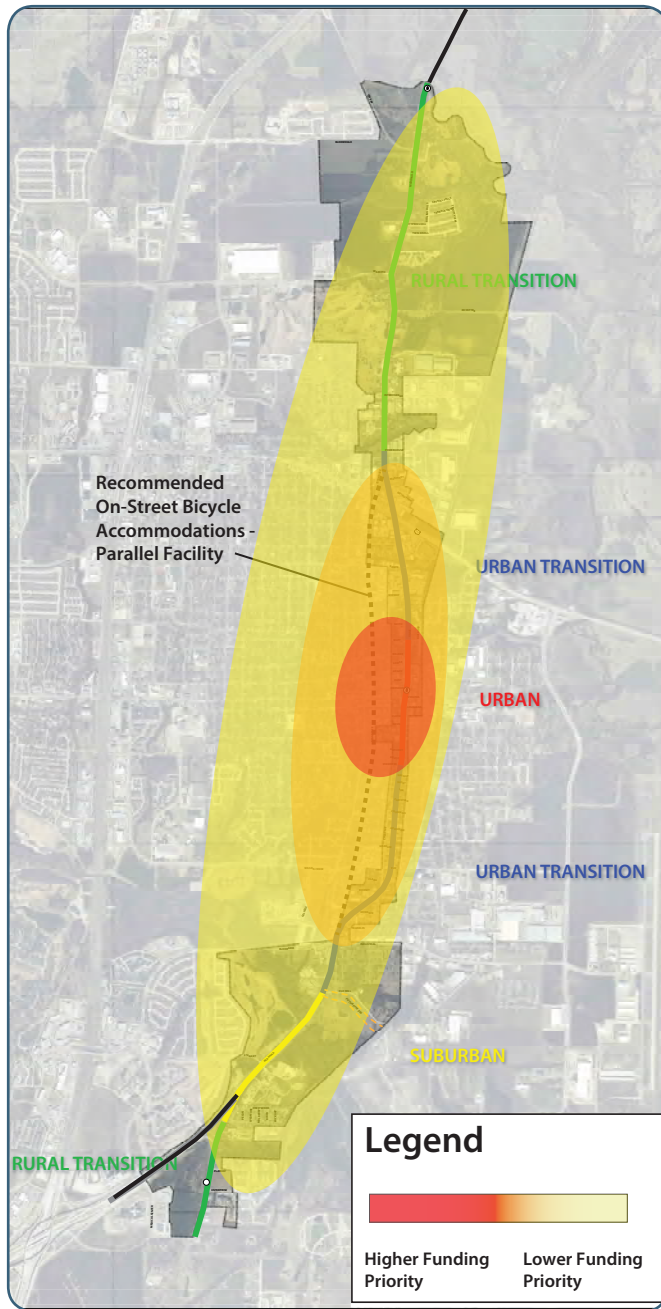 RURAL TRANSITION
Recommended
On-Street Bicycle
Accommodations -
Parallel Facility
URBAN TRANSITION
URBAN
URBAN TRANSITION
SUBURBAN
RURAL TRANSITION
Legend
Higher Funding
Priority
Lower Funding
Priority